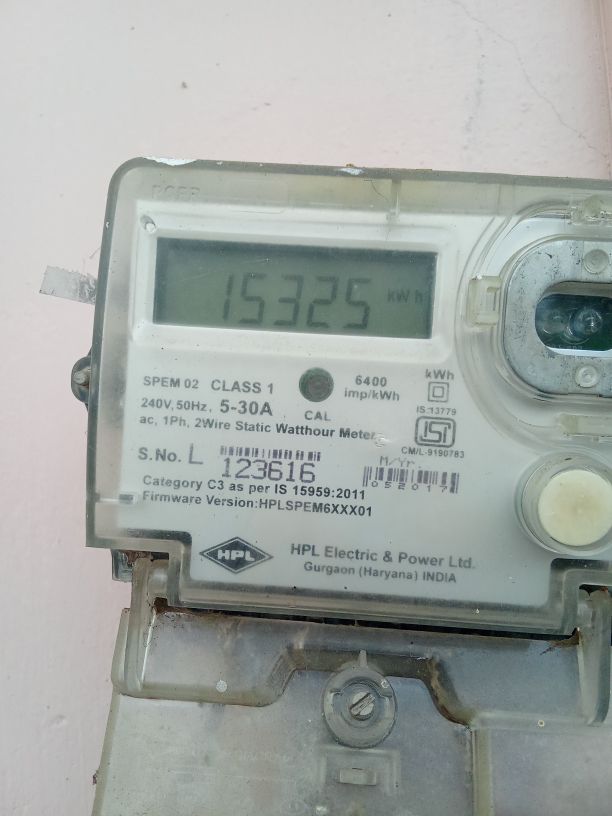 15325 kWh
SPEM 02 CLASS 1
6400
imp/kWh
kWh
240V, 50Hz, 5-30A
CAL
IS:13779
ac, 1Ph, 2Wire Static Watthour Meter
ISI
CM/L-9190783
S.No. L 123616
M/Yr.
052017
Category C3 as per IS 15959:2011
Firmware Version:HPLSPEM6XXX01
HPL
HPL Electric & Power Ltd.
Gurgaon (Haryana) INDIA